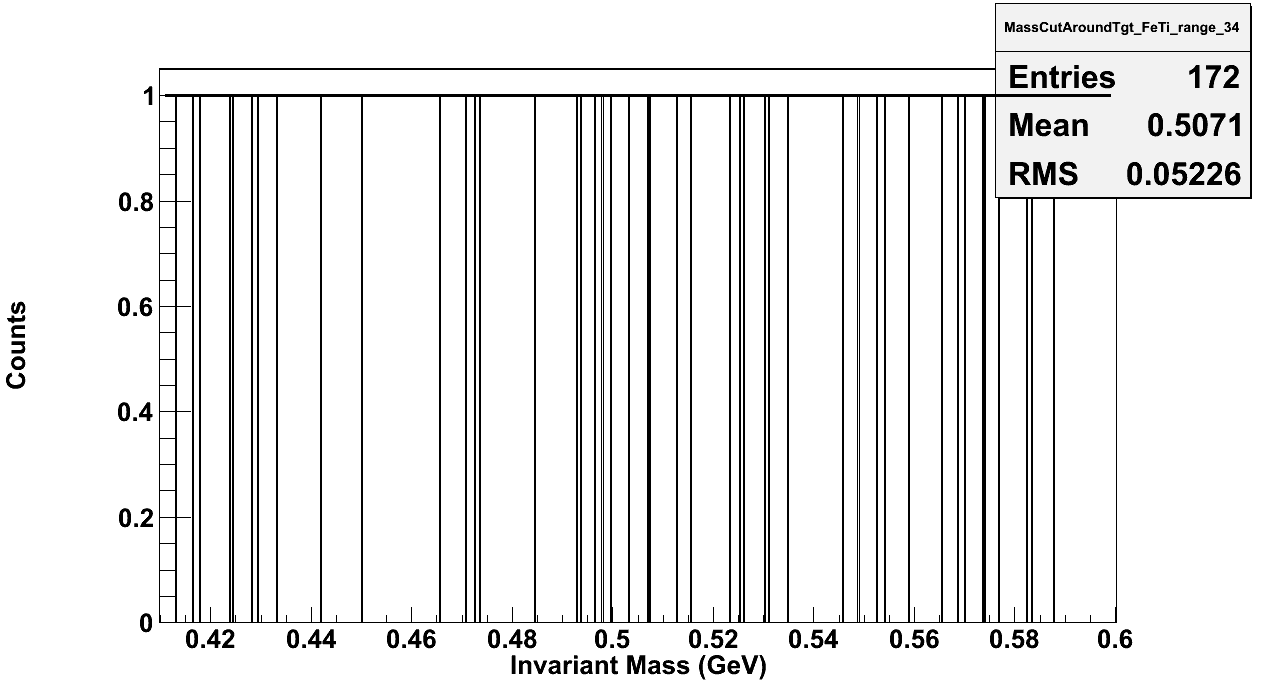 MassCutAroundTgt_FeTi_range_34
Entries 172
Mean 0.5071
RMS 0.05226
1
0.8
0.6
0.4
0.2
0
Counts
0.42 0.44 0.46 0.48 0.5 0.52 0.54 0.56 0.58 0.6
Invariant Mass (GeV)